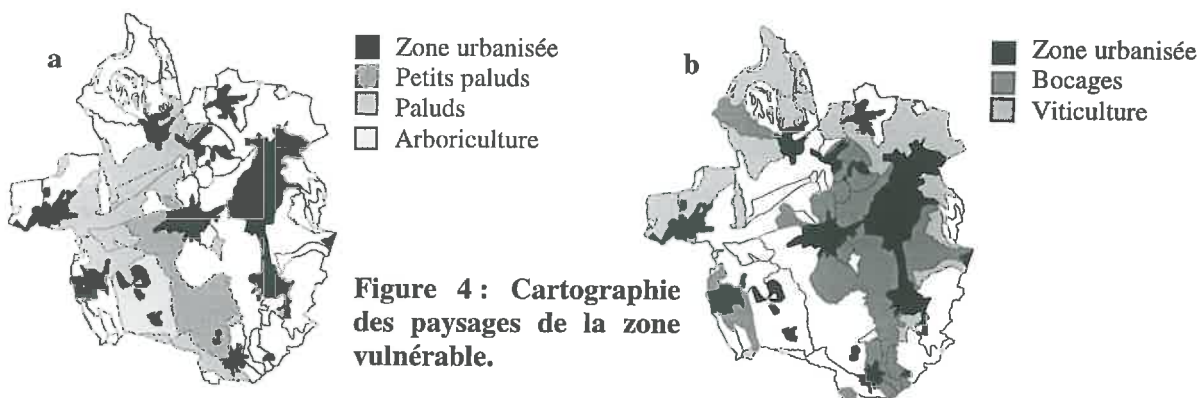 a
Zone urbanisée
Petits paluds
Paluds
Arboriculture
b
Zone urbanisée
Bocages
Viticulture
Figure 4 : Cartographie
des paysages de la zone
vulnérable.